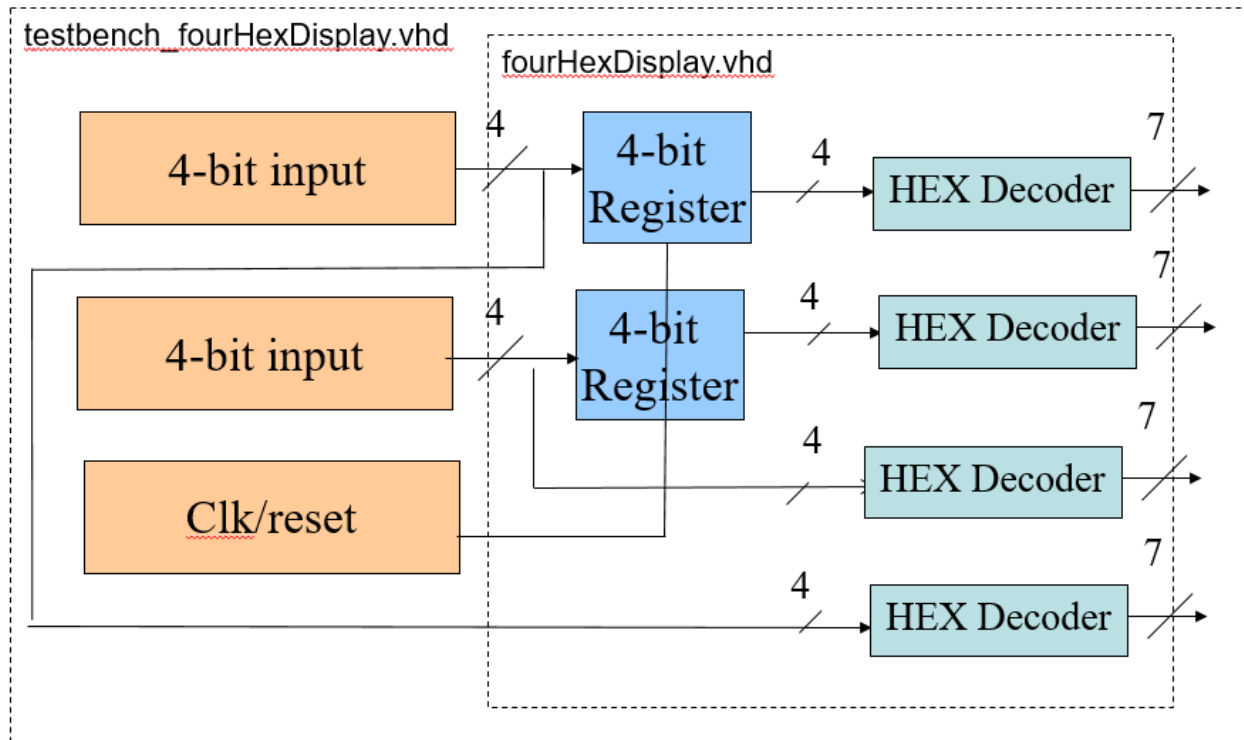 testbench_fourHexDisplay.vhd
fourHexDisplay.vhd
4-bit input
4
4-bit
Register
4
HEX Decoder
7
4-bit input
4
4-bit
Register
4
HEX Decoder
7
4
HEX Decoder
7
Clk/reset
4
HEX Decoder
7